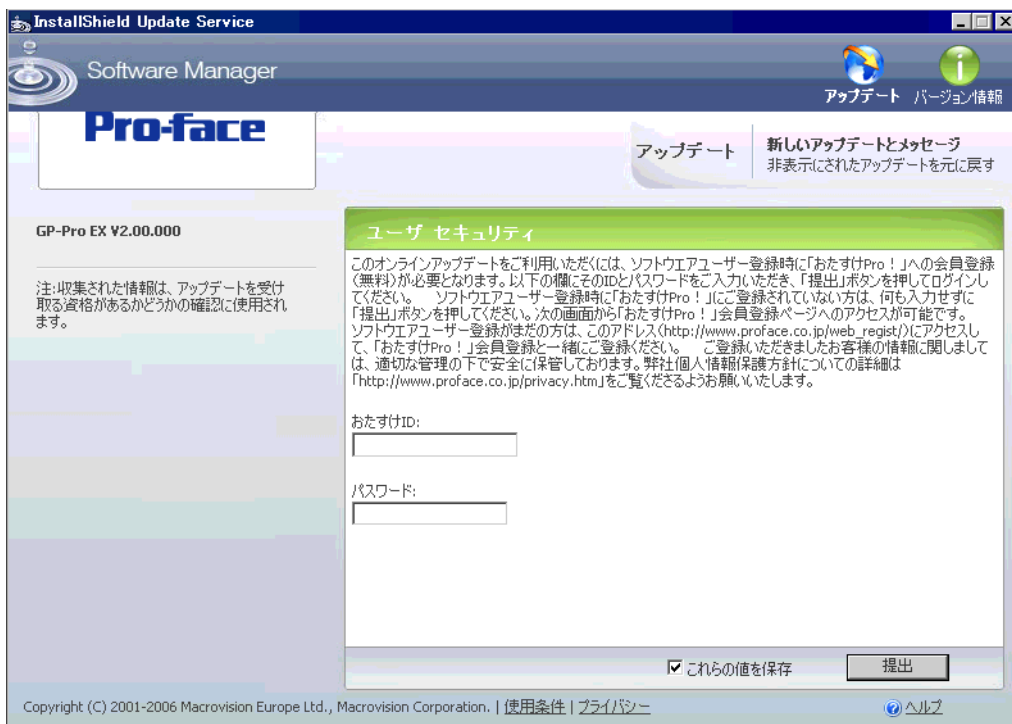 InstallShield Update Service
Software Manager
アップデート バージョン情報
Pro-face
アップデート
新しいアップデートとメッセージ
非表示にされたアップデートを元に戻す
GP-Pro EX V2.00.000
注:収集された情報は、アップデートを受け
取る資格があるかどうかの確認に使用され
ます。
ユーザ セキュリティ
このオンラインアップデートをご利用いただくには、ソフトウエアユーザー登録時に「おたすけPro！」への会員登録
（無料）が必要となります。以下の欄にそのIDとパスワードをご入力いただき、「提出」ボタンを押してログインし
てください。　ソフトウエアユーザー登録時に「おたすけPro！」にご登録されていない方は、何も入力せずに
「提出」ボタンを押してください。次の画面から「おたすけPro！」会員登録ページへのアクセスが可能です。
ソフトウエアユーザー登録がまだの方は、このアドレス（http://www.proface.co.jp/web_regist/）にアクセスし
て、「おたすけPro！」会員登録と一緒にご登録ください。　ご登録いただきましたお客様の情報に関しまして
は、適切な管理の下で安全に保管しております。弊社個人情報保護方針についての詳細は
「http://www.proface.co.jp/privacy.htm」をご覧くださるようお願いいたします。
おたすけID:
パスワード:
これらの値を保存
提出
Copyright (C) 2001-2006 Macrovision Europe Ltd., Macrovision Corporation. | 使用条件 | プライバシー
ヘルプ